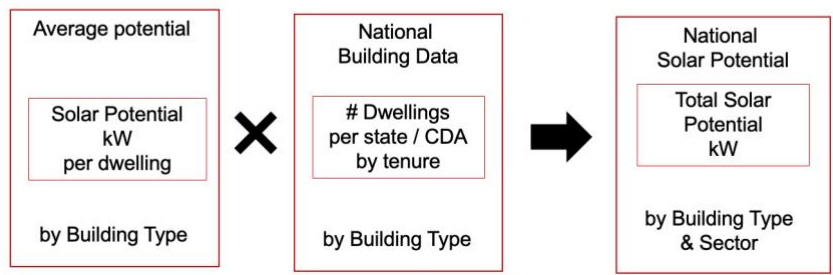 Average potential
Solar Potential
kW
per dwelling
by Building Type
National
Building Data
# Dwellings
per state / CDA
by tenure
by Building Type
National
Solar Potential
Total Solar
Potential
kW
by Building Type
& Sector